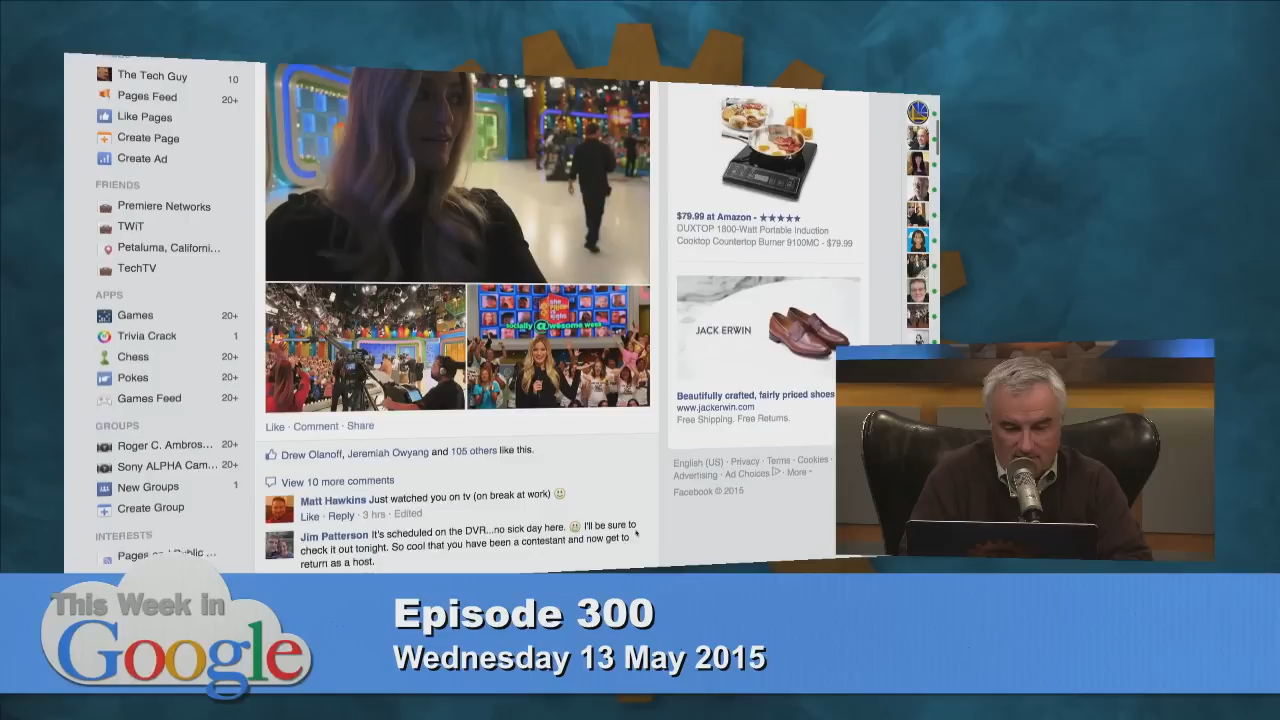 The Tech Guy 10
Pages Feed 20+
Like Pages
Create Page
Create Ad
FRIENDS
Premiere Networks
TWiT
Petaluma, Californi...
TechTV
APPS
Games 20+
Trivia Crack 1
Chess 20+
Pokes 20+
Games Feed 20+
GROUPS
Roger C. Ambros... 20+
Sony ALPHA Cam... 20+
New Groups 1
Create Group
INTERESTS
socially @wesome week
Like · Comment · Share
Drew Olanoff, Jeremiah Owyang and 105 others like this.
View 10 more comments
Matt Hawkins Just watched you on tv (on break at work)
Like · Reply · 3 hrs · Edited
Jim Patterson It's scheduled on the DVR...no sick day here. I'll be sure to
check it out tonight. So cool that you have been a contestant and now get to
return as a host.
$79.99 at Amazon - ★★★★★
DUXTOP 1800-Watt Portable Induction
Cooktop Countertop Burner 9100MC - $79.99
JACK ERWIN
Beautifully crafted, fairly priced shoes
www.jackerwin.com
Free Shipping. Free Returns.
English (US) · Privacy · Terms · Cookies ·
Advertising · Ad Choices · More ·
Facebook © 2015
This Week in
Google
Episode 300
Wednesday 13 May 2015